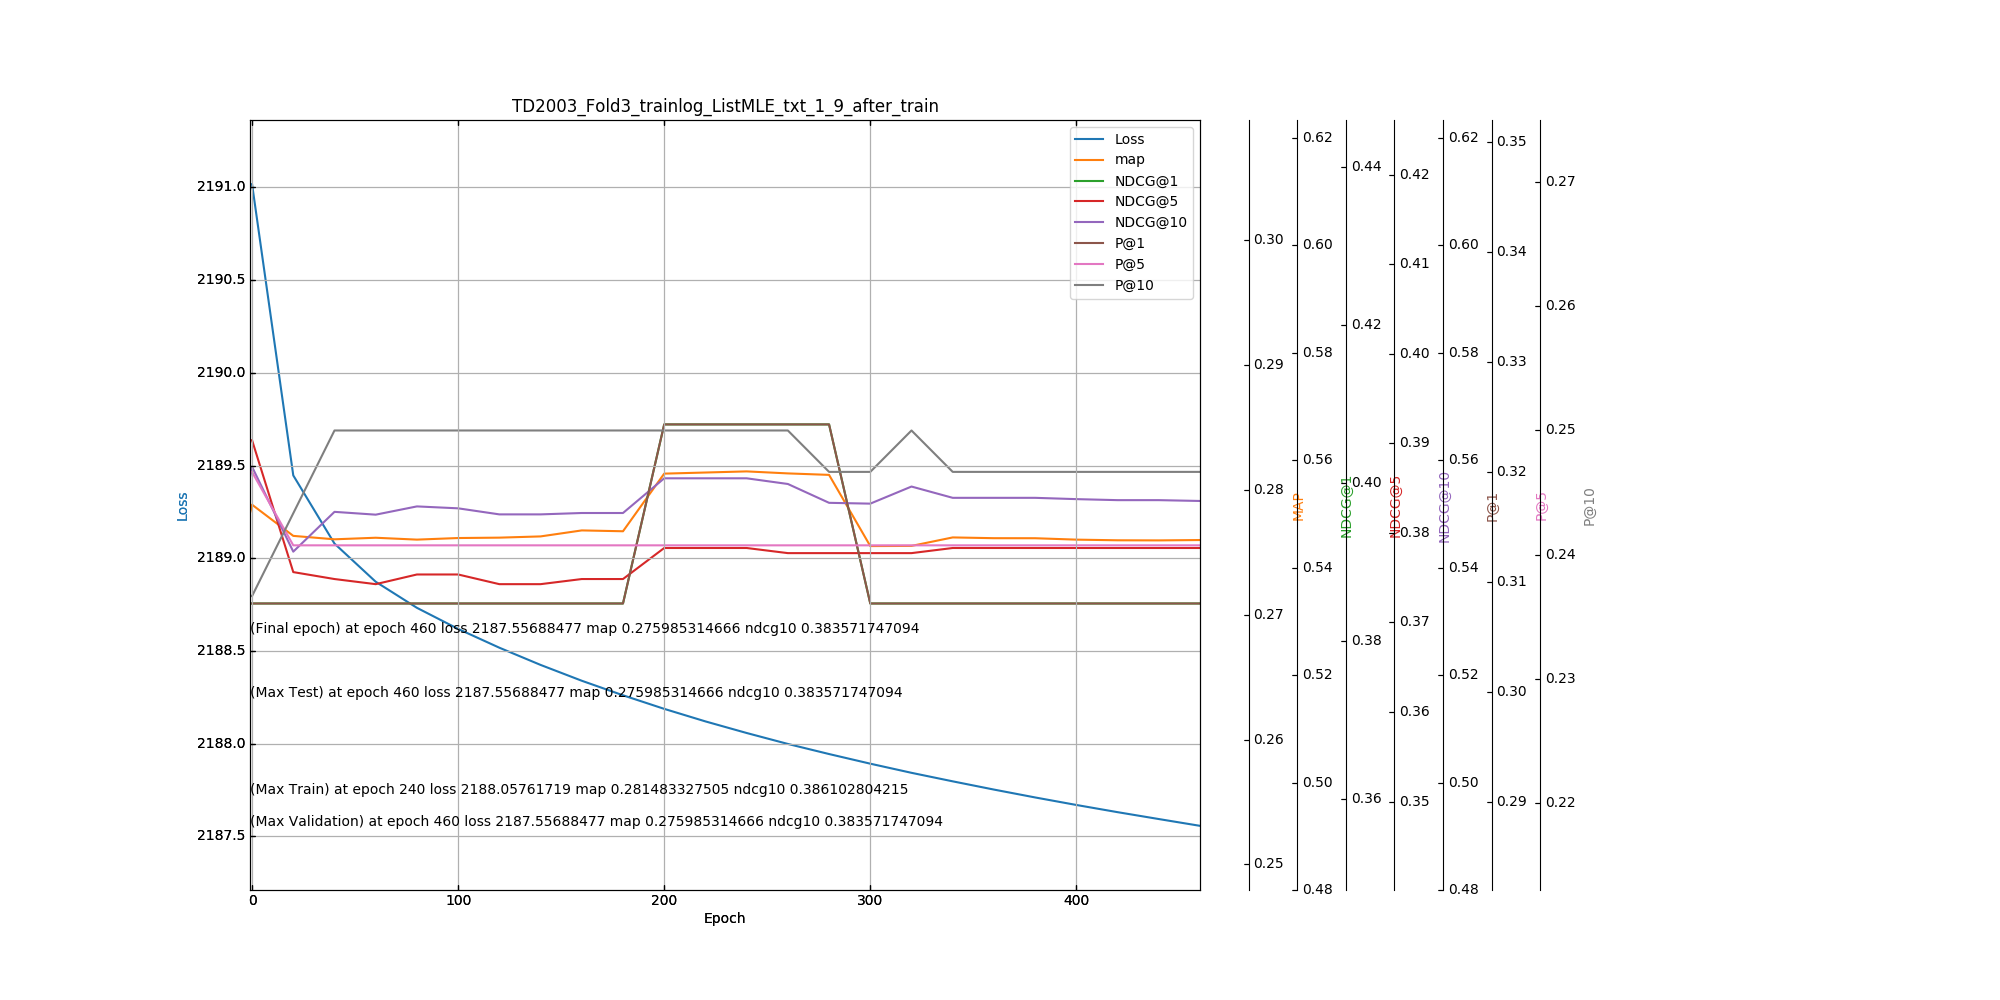 TD2003_Fold3_trainlog_ListMLE_txt_1_9_after_train
Loss
map
NDCG@1
NDCG@5
NDCG@10
P@1
P@5
P@10
2191.0
2190.5
2190.0
2189.5
2189.0
2188.5
2188.0
2187.5
Loss
(Final epoch) at epoch 460 loss 2187.55688477 map 0.275985314666 ndcg10 0.383571747094
(Max Test) at epoch 460 loss 2187.55688477 map 0.275985314666 ndcg10 0.383571747094
(Max Train) at epoch 240 loss 2188.05761719 map 0.281483327505 ndcg10 0.386102804215
(Max Validation) at epoch 460 loss 2187.55688477 map 0.275985314666 ndcg10 0.383571747094
0 100 200 300 400
Epoch
0.30
0.29
0.28
0.27
0.26
0.25
MAP
0.62
0.60
0.58
0.56
0.54
0.52
0.50
0.48
NDCG@1
0.44
0.42
0.40
0.38
0.36
NDCG@5
0.42
0.41
0.40
0.39
0.38
0.37
0.36
0.35
NDCG@10
0.62
0.60
0.58
0.56
0.54
0.52
0.50
0.48
P@1
0.35
0.34
0.33
0.32
0.31
0.30
0.29
P@5
0.27
0.26
0.25
0.24
0.23
0.22
P@10